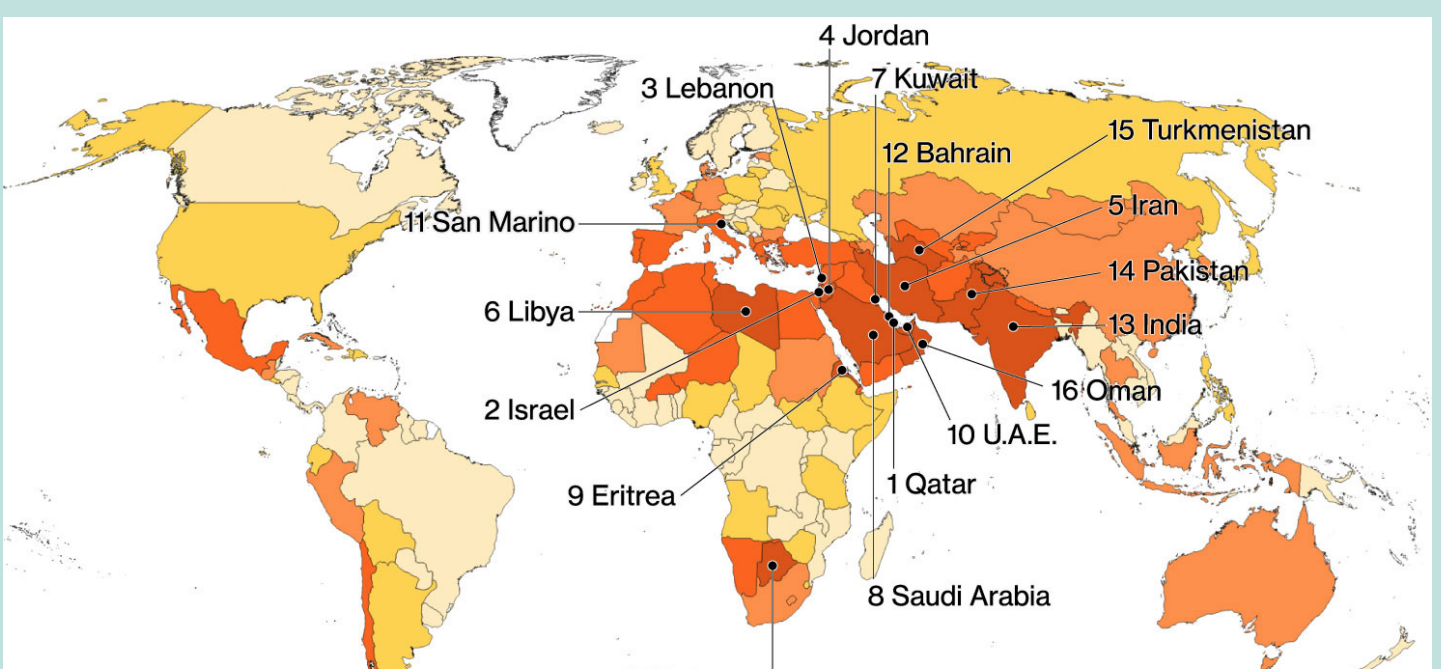 4 Jordan
3 Lebanon
7 Kuwait
15 Turkmenistan
12 Bahrain
5 Iran
11 San Marino
14 Pakistan
6 Libya
13 India
16 Oman
2 Israel
10 U.A.E.
1 Qatar
9 Eritrea
8 Saudi Arabia